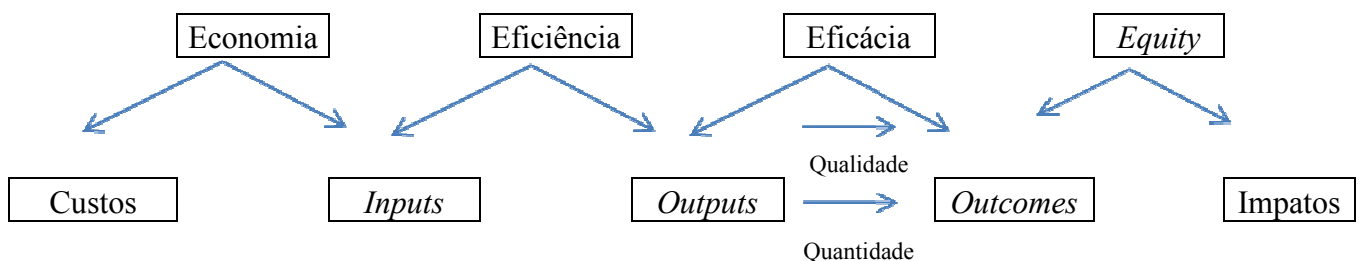 Economia Eficiência Eficácia Equity
Qualidade
Custos Inputs Outputs Outcomes Impatos
Quantidade